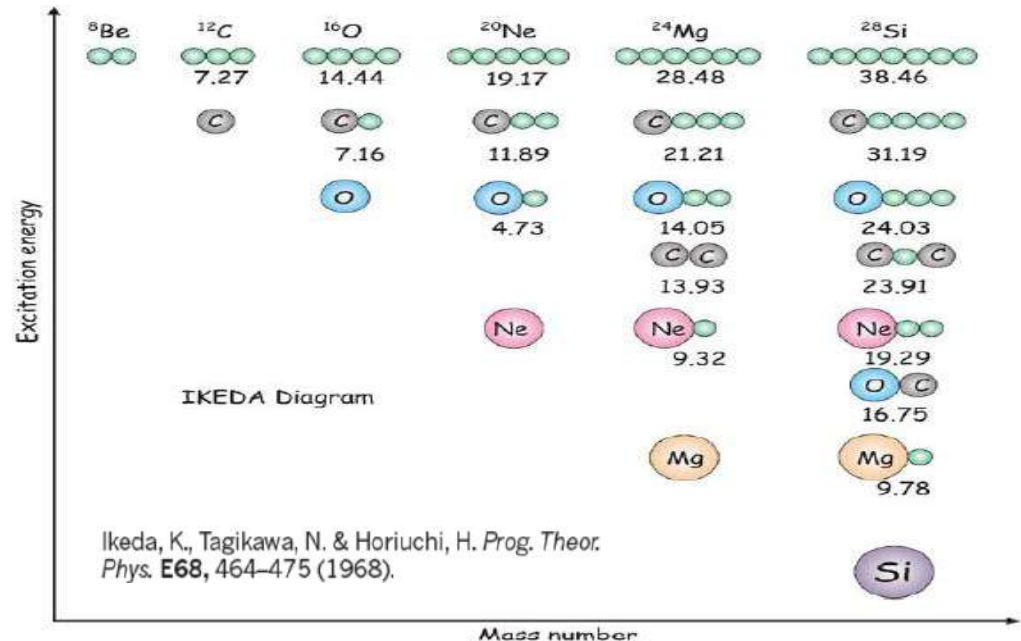 ⁸Be ¹²C ¹⁶O ²⁰Ne ²⁴Mg ²⁸Si
7.27 14.44 19.17 28.48 38.46
C C C C C
7.16 11.89 21.21 31.19
O O O O
4.73 14.05 24.03
C C C C
13.93 23.91
Ne Ne Ne
9.32 19.29
O C
IKEDA Diagram
16.75
Mg Mg
9.78
Ikeda, K., Tagikawa, N. & Horiuchi, H. Prog. Theor.
Phys. E68, 464–475 (1968).
Si
Excitation energy
Mass number